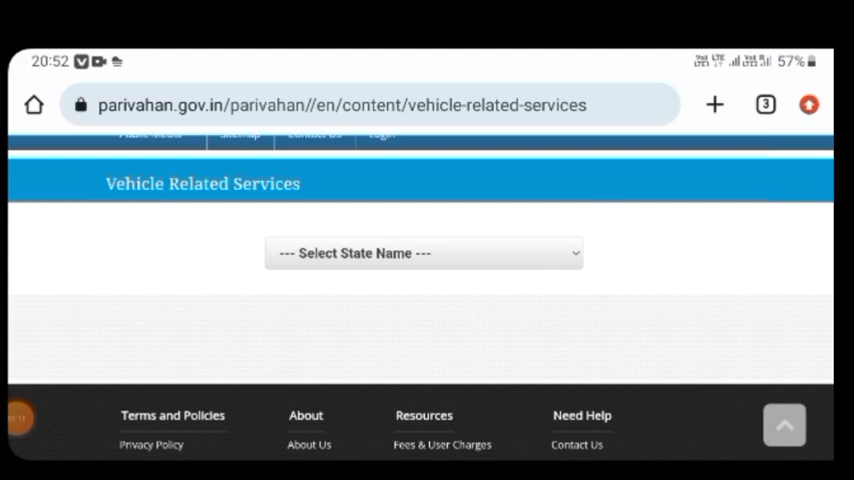 20:52
57%
parivahan.gov.in/parivahan//en/content/vehicle-related-services
3
Public Media Sitemap Contact Us Login
Vehicle Related Services
--- Select State Name ---
Terms and Policies About Resources Need Help
Privacy Policy About Us Fees & User Charges Contact Us